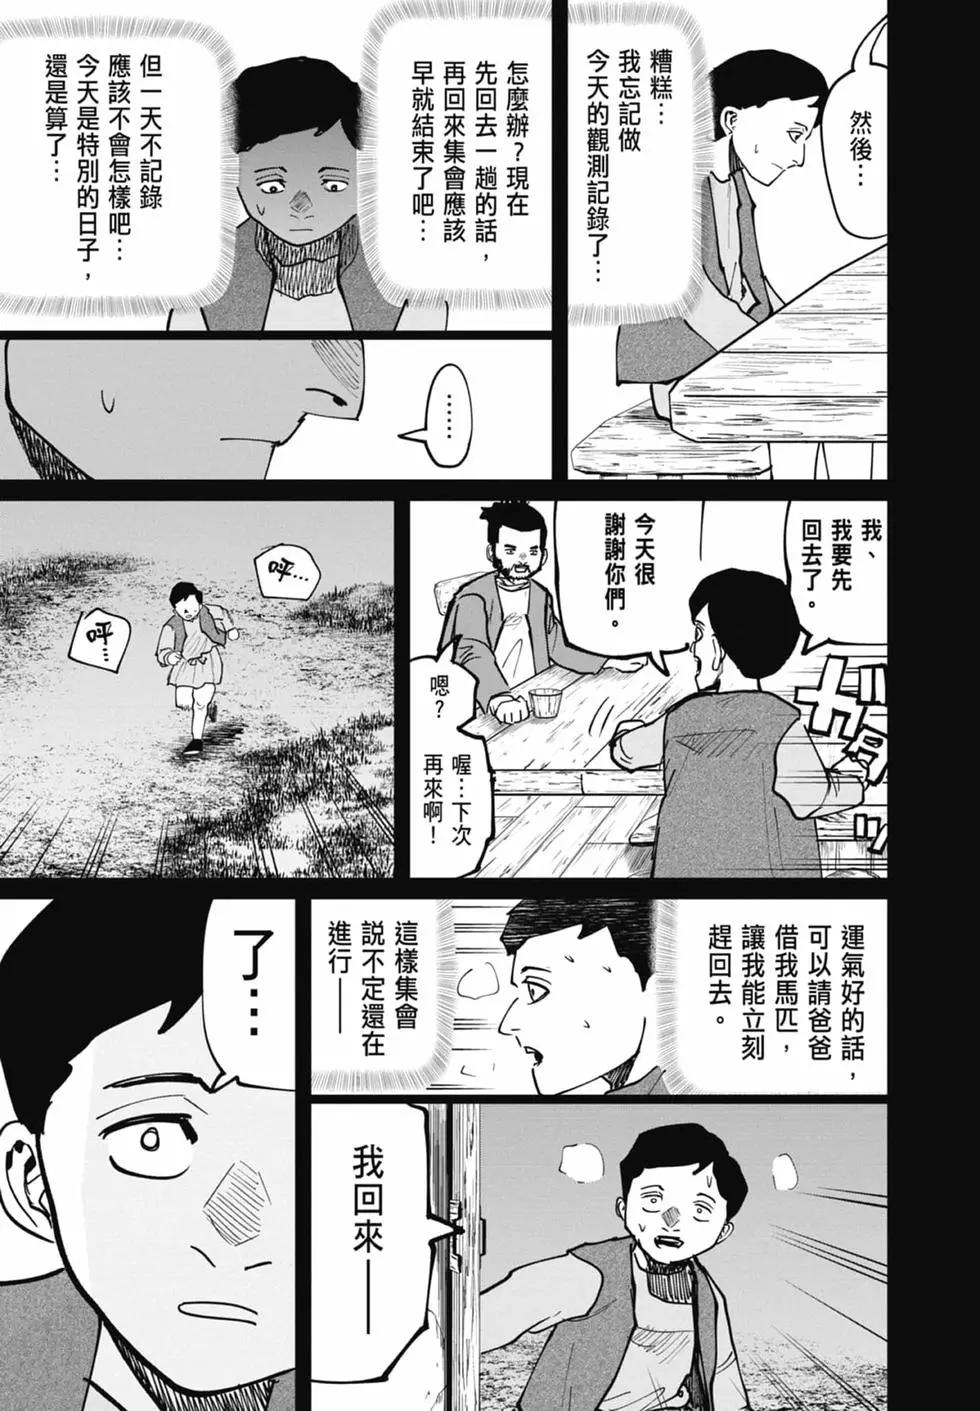 然後…
糟糕…
我忘記做
今天的觀測記錄了…
怎麼辦？現在
先回去一趟的話，
再回來集會應該
早就結束了吧…
但一天不記錄
應該不會怎樣吧…
今天是特別的日子，
還是算了…
……
我、
我要先
回去了。
今天很
謝謝你們。
嗯？
喔…下次
再來啊！
呼…
呼…
運氣好的話，
可以請爸爸
借我馬匹，
讓我能立刻
趕回去。
這樣集會
說不定還在
進行——
我回來——
了…